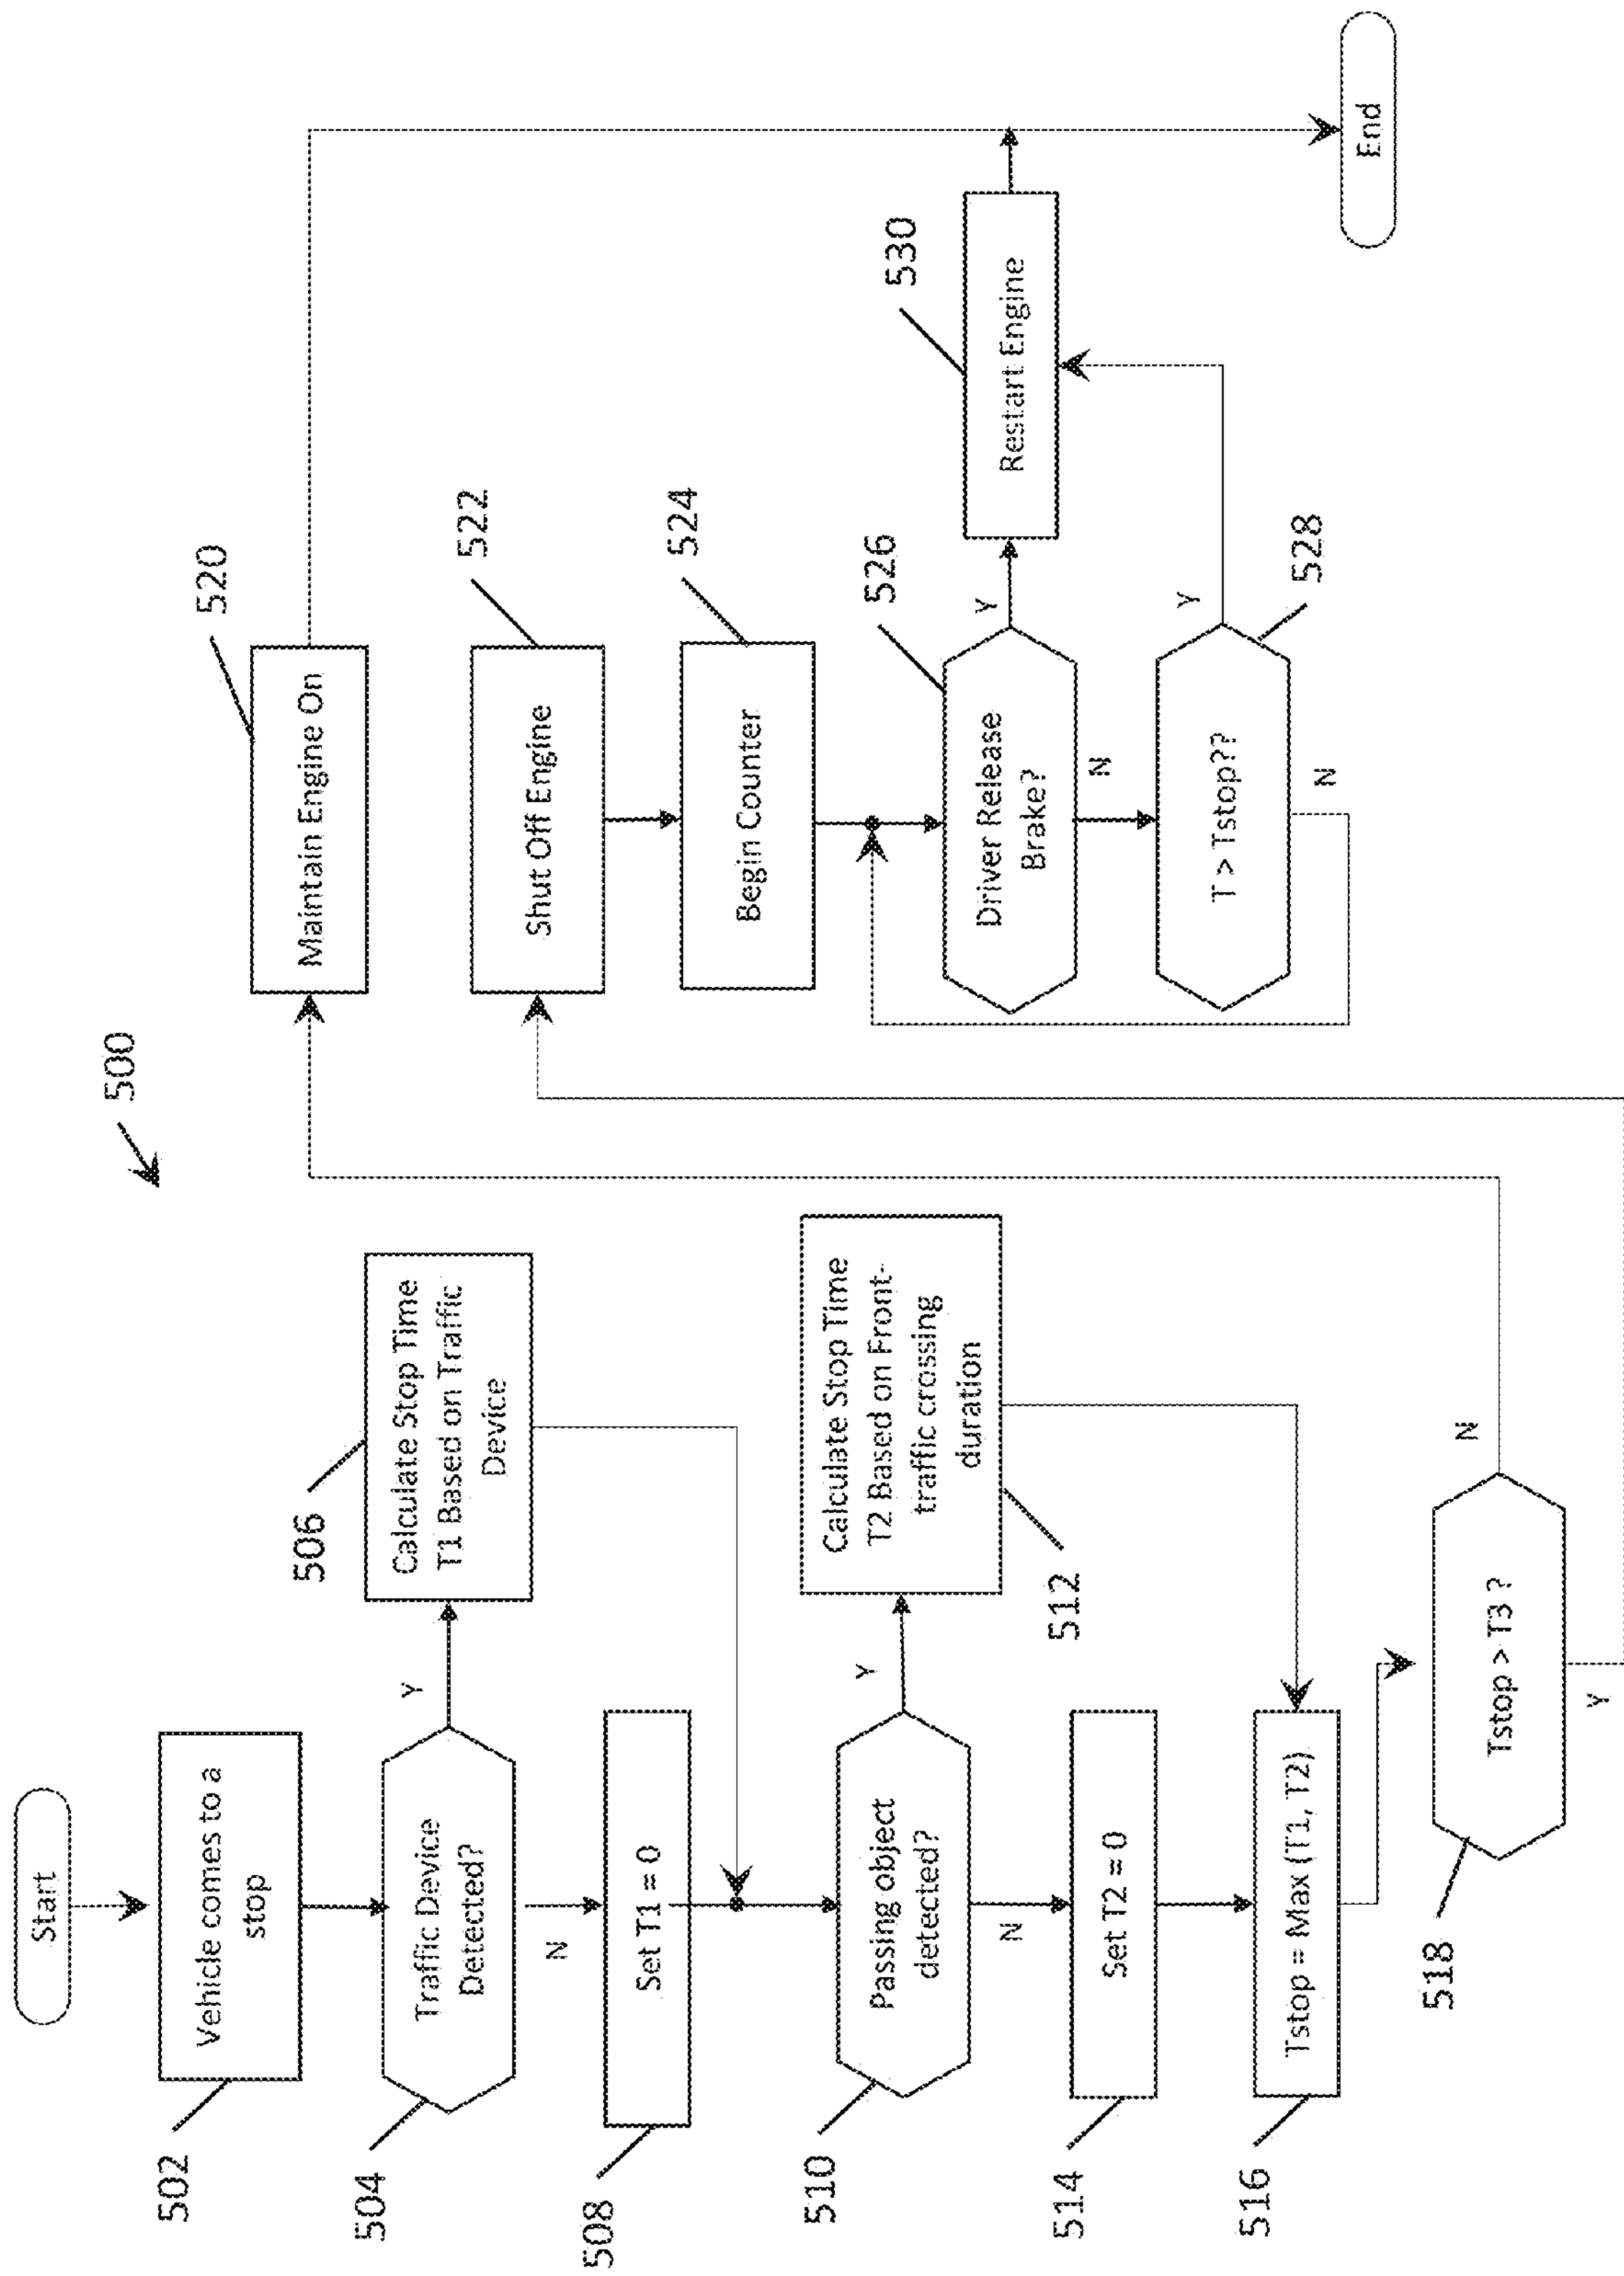 500
Start
502
Vehicle comes to a
stop
504
Traffic Device
Detected?
Y
N
506
Calculate Stop Time
T1 Based on Traffic
Device
508
Set T1 = 0
510
Passing object
detected?
Y
N
512
Calculate Stop Time
T2 Based on Front-
traffic crossing
duration
514
Set T2 = 0
516
Tstop = Max (T1, T2)
518
Tstop > T3 ?
N
Y
520
Maintain Engine On
522
Shut Off Engine
524
Begin Counter
526
Driver Release
Brake?
Y
N
528
T > Tstop??
Y
N
530
Restart Engine
End